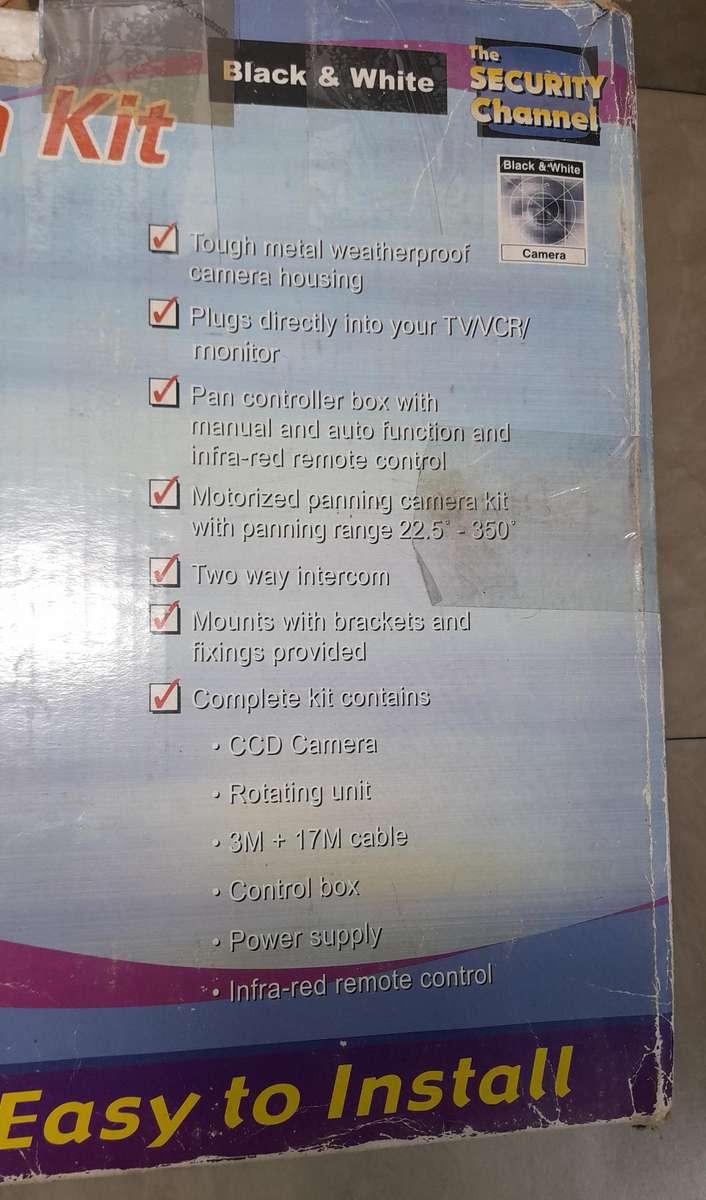 Black & White
The
SECURITY
Channel
Kit
Black & White
Camera
Tough metal weatherproof
camera housing
Plugs directly into your TV/VCR/
monitor
Pan controller box with
manual and auto function and
infra-red remote control
Motorized panning camera kit
with panning range 22.5° - 350°
Two way intercom
Mounts with brackets and
fixings provided
Complete kit contains
• CCD Camera
• Rotating unit
• 3M + 17M cable
• Control box
• Power supply
• Infra-red remote control
Easy to Install